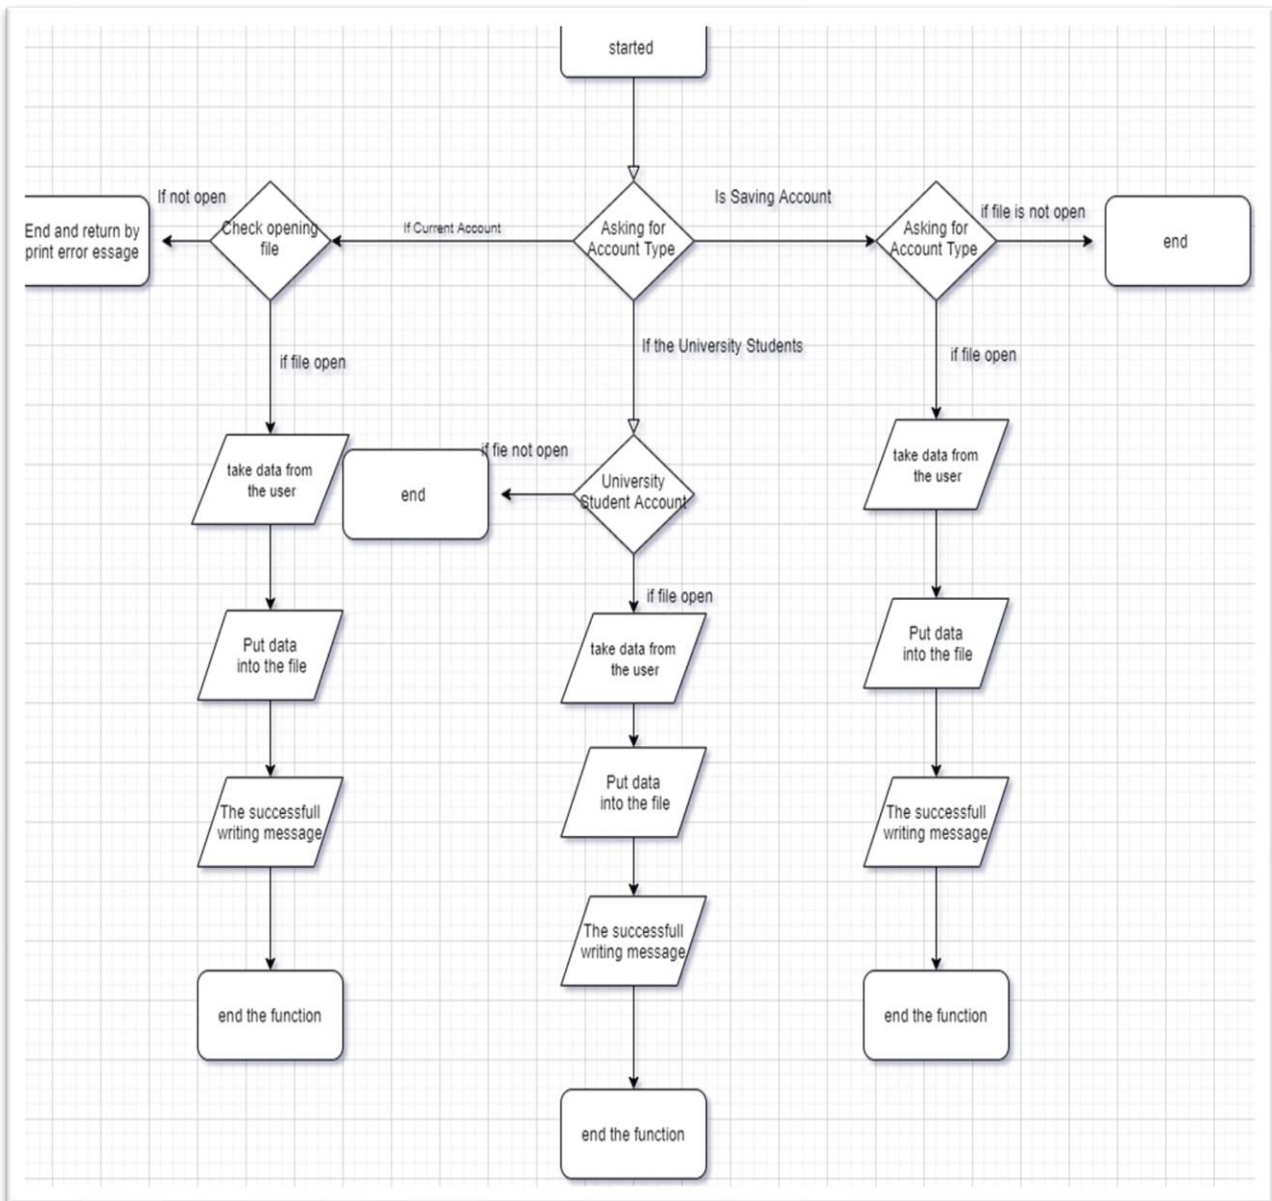 started
If not open
Is Saving Account
if file is not open
End and return by
print error essage
Check opening
file
If Current Account
Asking for
Account Type
Asking for
Account Type
end
if file open
If the University Students
if file open
take data from
the user
if fie not open
end
University
Student Account
take data from
the user
if file open
Put data
into the file
take data from
the user
Put data
into the file
The successfull
writing message
Put data
into the file
The successfull
writing message
The successfull
writing message
end the function
end the function
end the function